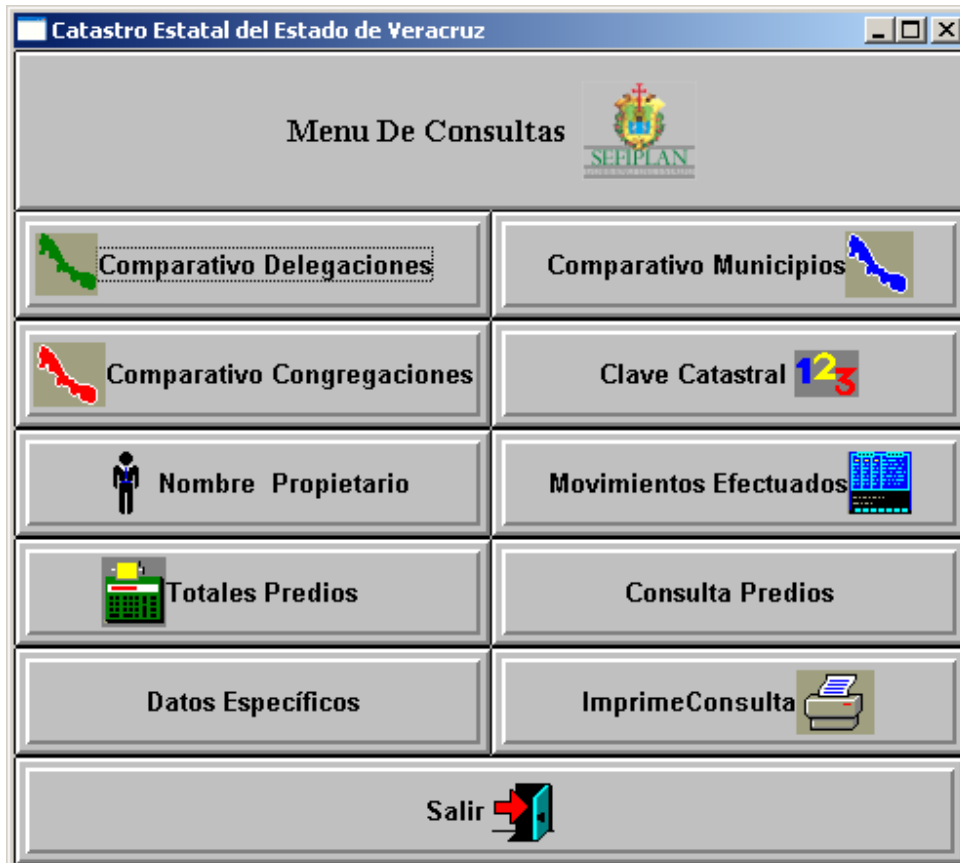 Catastro Estatal del Estado de Veracruz
Menu De Consultas
SEFIPLAN
Comparativo Delegaciones
Comparativo Municipios
Comparativo Congregaciones
Clave Catastral
123
Nombre Propietario
Movimientos Efectuados
Totales Predios
Consulta Predios
Datos Específicos
ImprimeConsulta
Salir